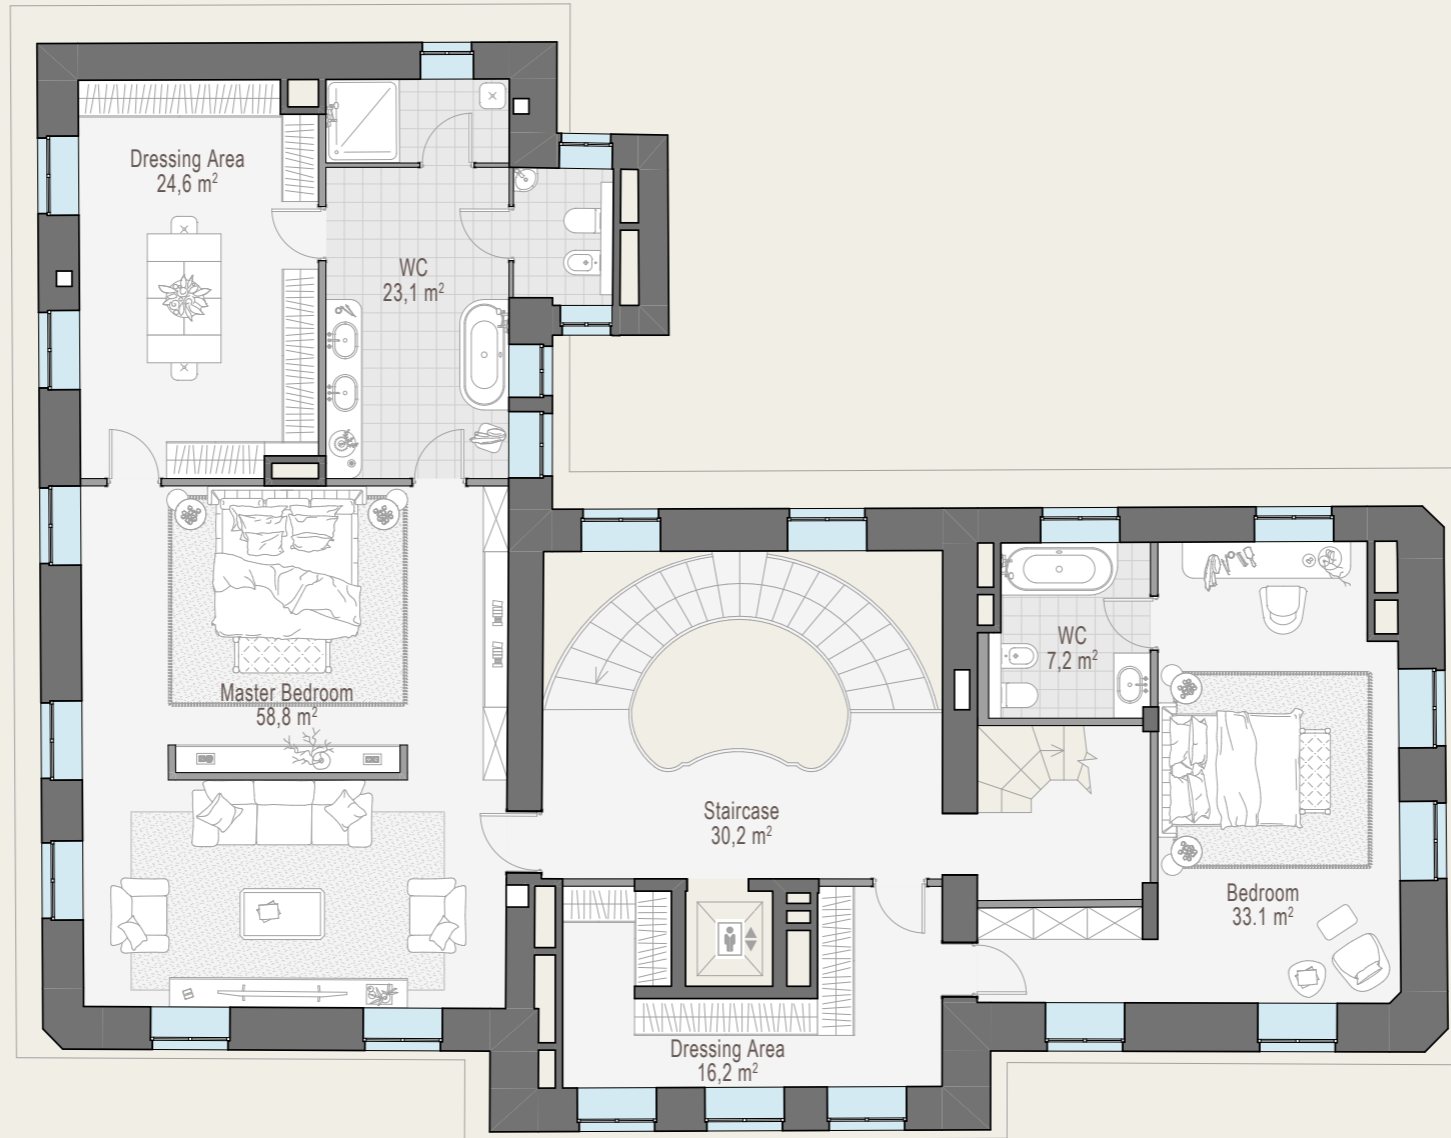 Dressing Area
24,6 m²
WC
23,1 m²
WC
7,2 m²
Master Bedroom
58,8 m²
Staircase
30,2 m²
Bedroom
33.1 m²
Dressing Area
16,2 m²